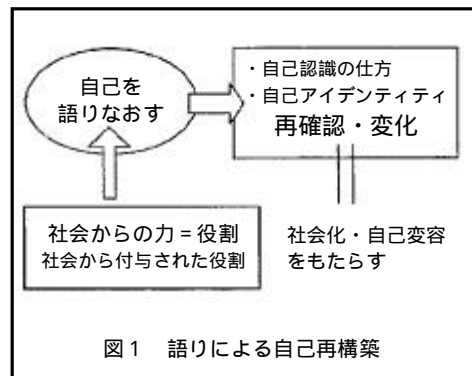 自己を
語りなおす
・自己認識の仕方
・自己アイデンティティ
再確認・変化
社会からの力＝役割
社会から付与された役割
社会化・自己変容
をもたらす
図1　語りによる自己再構築